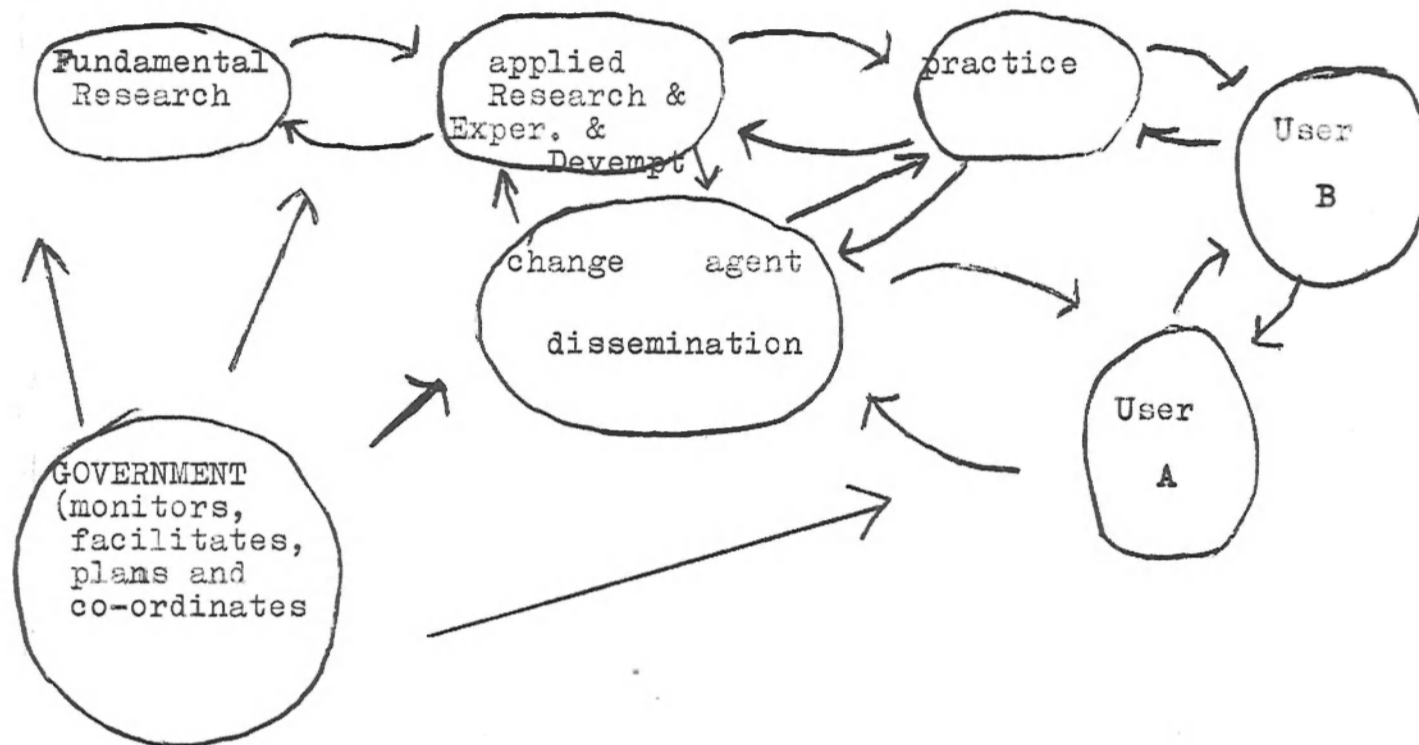 Fundamental
Research
applied
Research &
Exper. &
Devempt
practice
User
B
change agent
dissemination
User
A
GOVERNMENT
(monitors,
facilitates,
plans and
co-ordinates